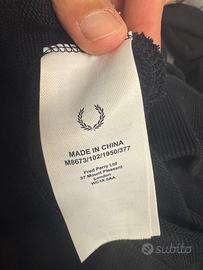 MADE IN CHINA
M8673/102/1950/377
Fred Perry Ltd
37 Mount Pleasant
London
WC1X 0AA
subito